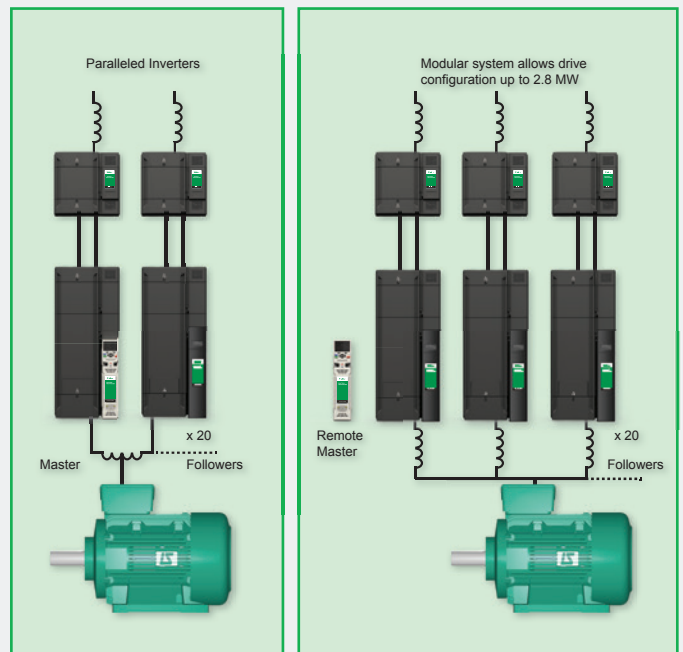 Paralleled Inverters
x 20
Master
Followers
Modular system allows drive
configuration up to 2.8 MW
Remote
Master
x 20
Followers